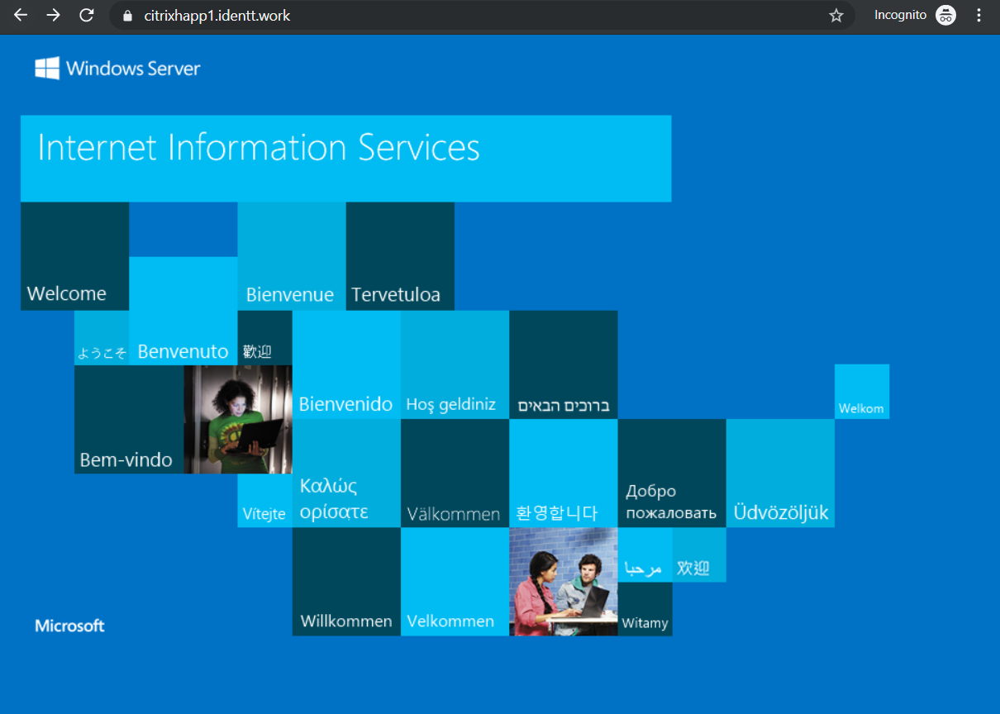 citrixhapp1.identt.work
Incognito
Windows Server
Internet Information Services
Welcome
Bienvenue
Tervetuloa
ようこそ
Benvenuto
歡迎
Bienvenido
Hoş geldiniz
ברוכים הבאים
Welkom
Bem-vindo
Vítejte
Καλώς
ορίσατε
Välkommen
환영합니다
Добро
пожаловать
Üdvözöljük
Willkommen
Velkommen
مرحبا
欢迎
Witamy
Microsoft